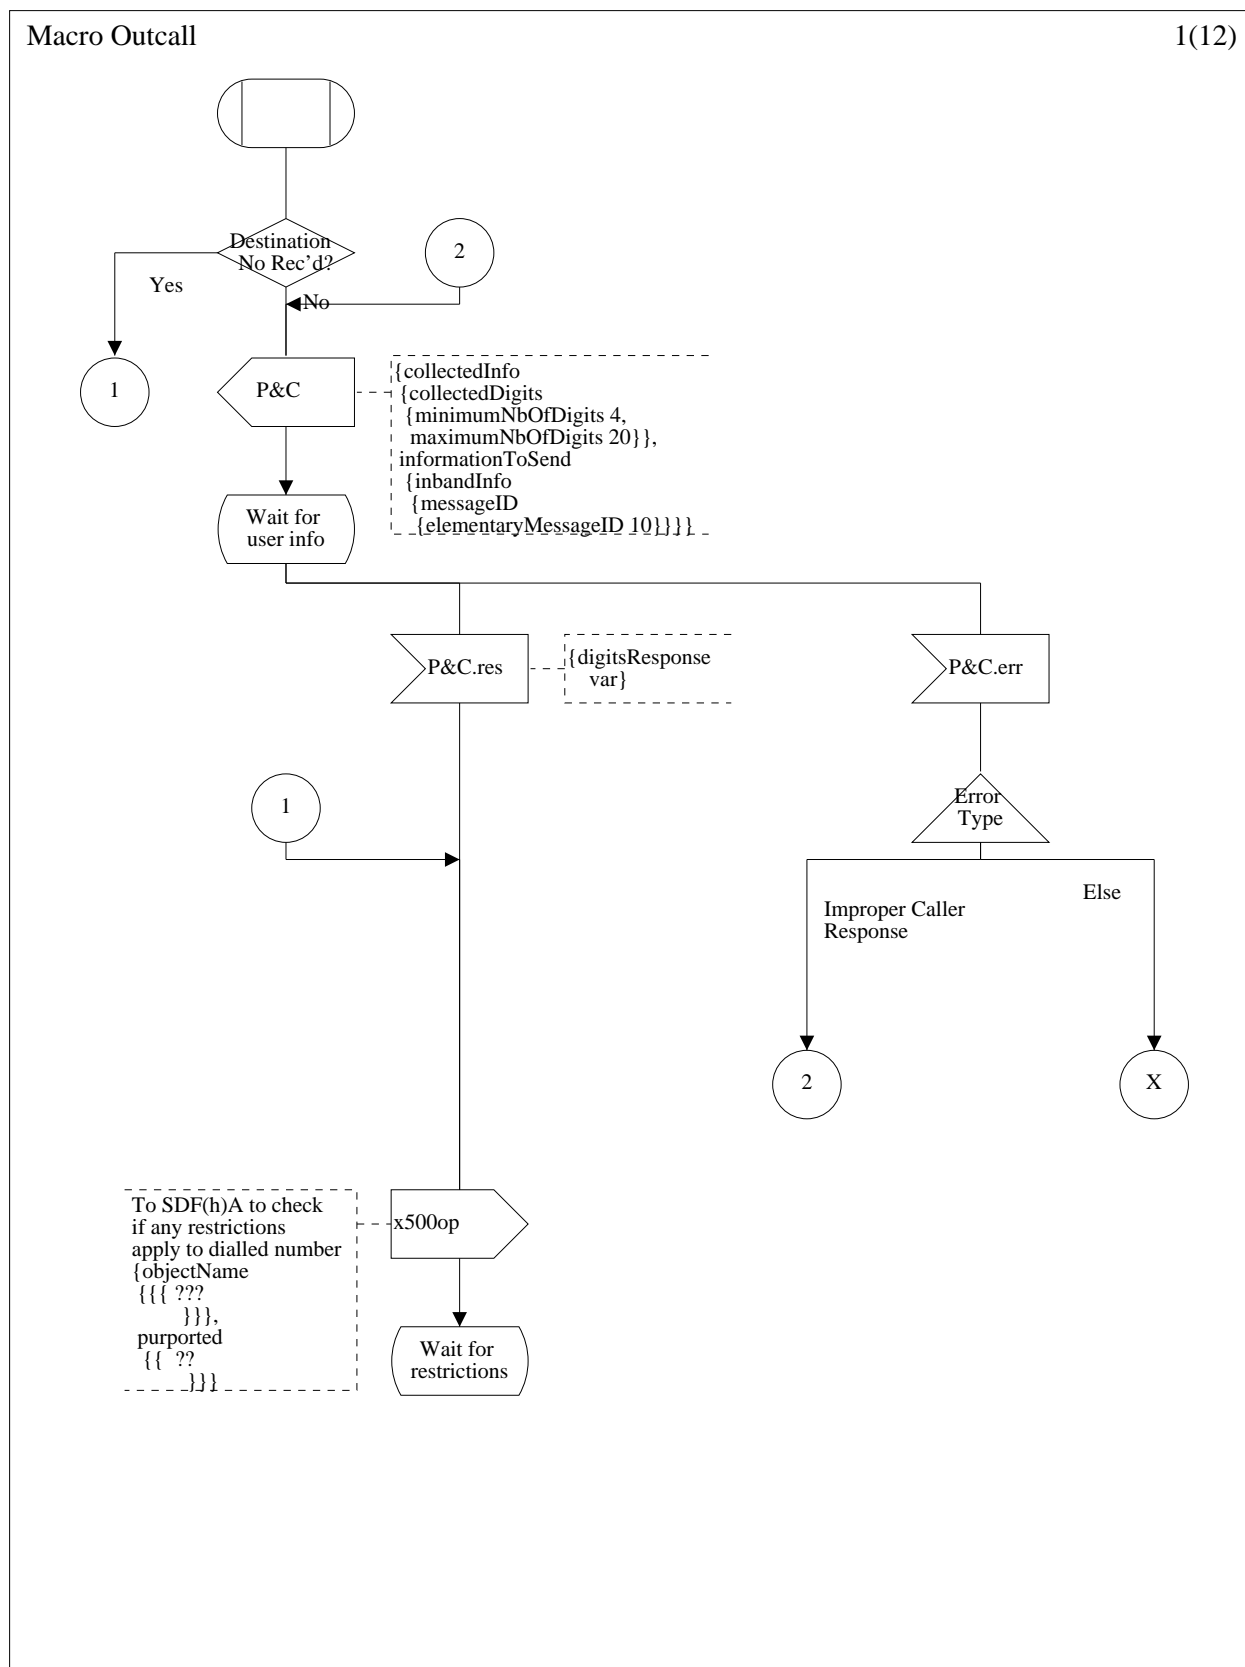 Macro Outcall
1(12)
Destination
No Rec'd?
2
Yes
No
1
P&C
{collectedInfo
{collectedDigits
{minimumNbOfDigits 4,
maximumNbOfDigits 20}},
informationToSend
{inbandInfo
{messageID
{elementaryMessageID 10}}}}
Wait for
user info
P&C.res
{digitsResponse
var}
P&C.err
1
Error
Type
Improper Caller
Response
Else
2
X
To SDF(h)A to check
if any restrictions
apply to dialled number
{objectName
{{{ ???
}}},
purported
{{ ??
}}}
x500op
Wait for
restrictions